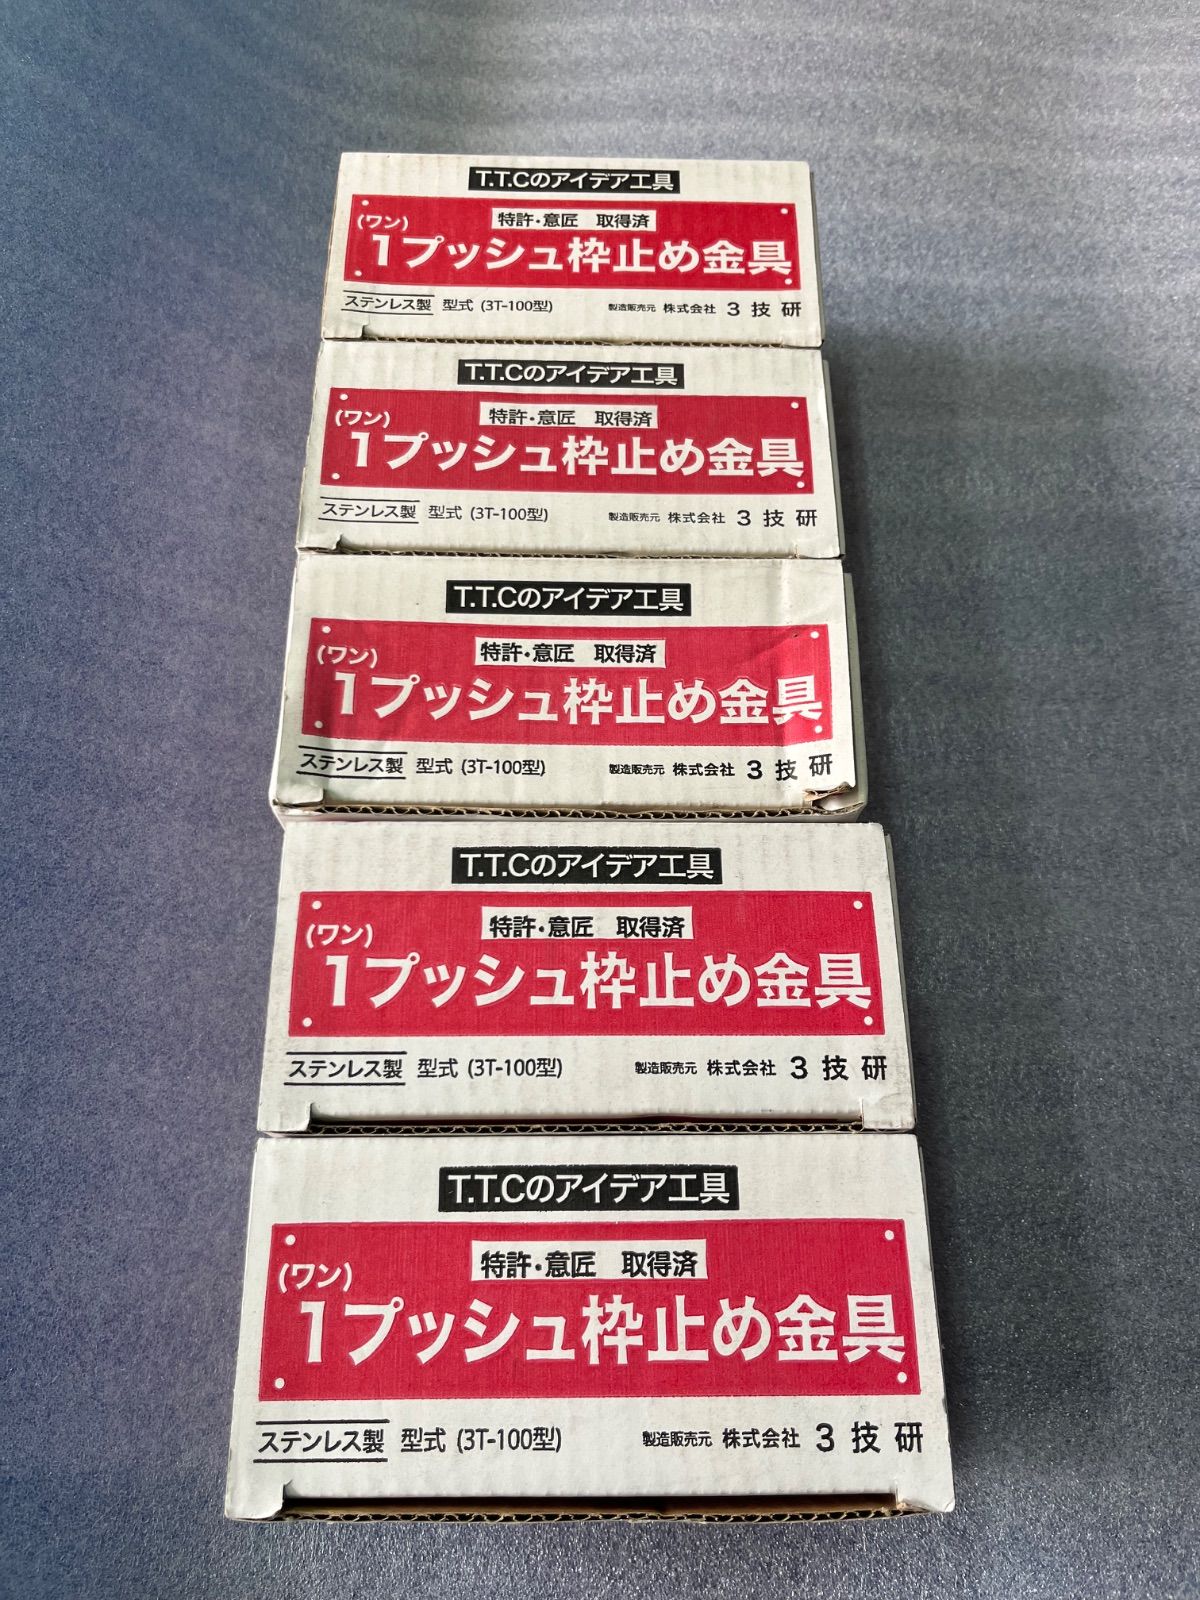 T.T.Cのアイデア工具
特許・意匠 取得済
(ワン)
1プッシュ枠止め金具
ステンレス製 型式 (3T-100型) 製造販売元 株式会社 3技研
T.T.Cのアイデア工具
特許・意匠 取得済
(ワン)
1プッシュ枠止め金具
ステンレス製 型式 (3T-100型) 製造販売元 株式会社 3技研
T.T.Cのアイデア工具
特許・意匠 取得済
(ワン)
1プッシュ枠止め金具
ステンレス製 型式 (3T-100型) 製造販売元 株式会社 3技研
T.T.Cのアイデア工具
特許・意匠 取得済
(ワン)
1プッシュ枠止め金具
ステンレス製 型式 (3T-100型) 製造販売元 株式会社 3技研
T.T.Cのアイデア工具
特許・意匠 取得済
(ワン)
1プッシュ枠止め金具
ステンレス製 型式 (3T-100型) 製造販売元 株式会社 3技研